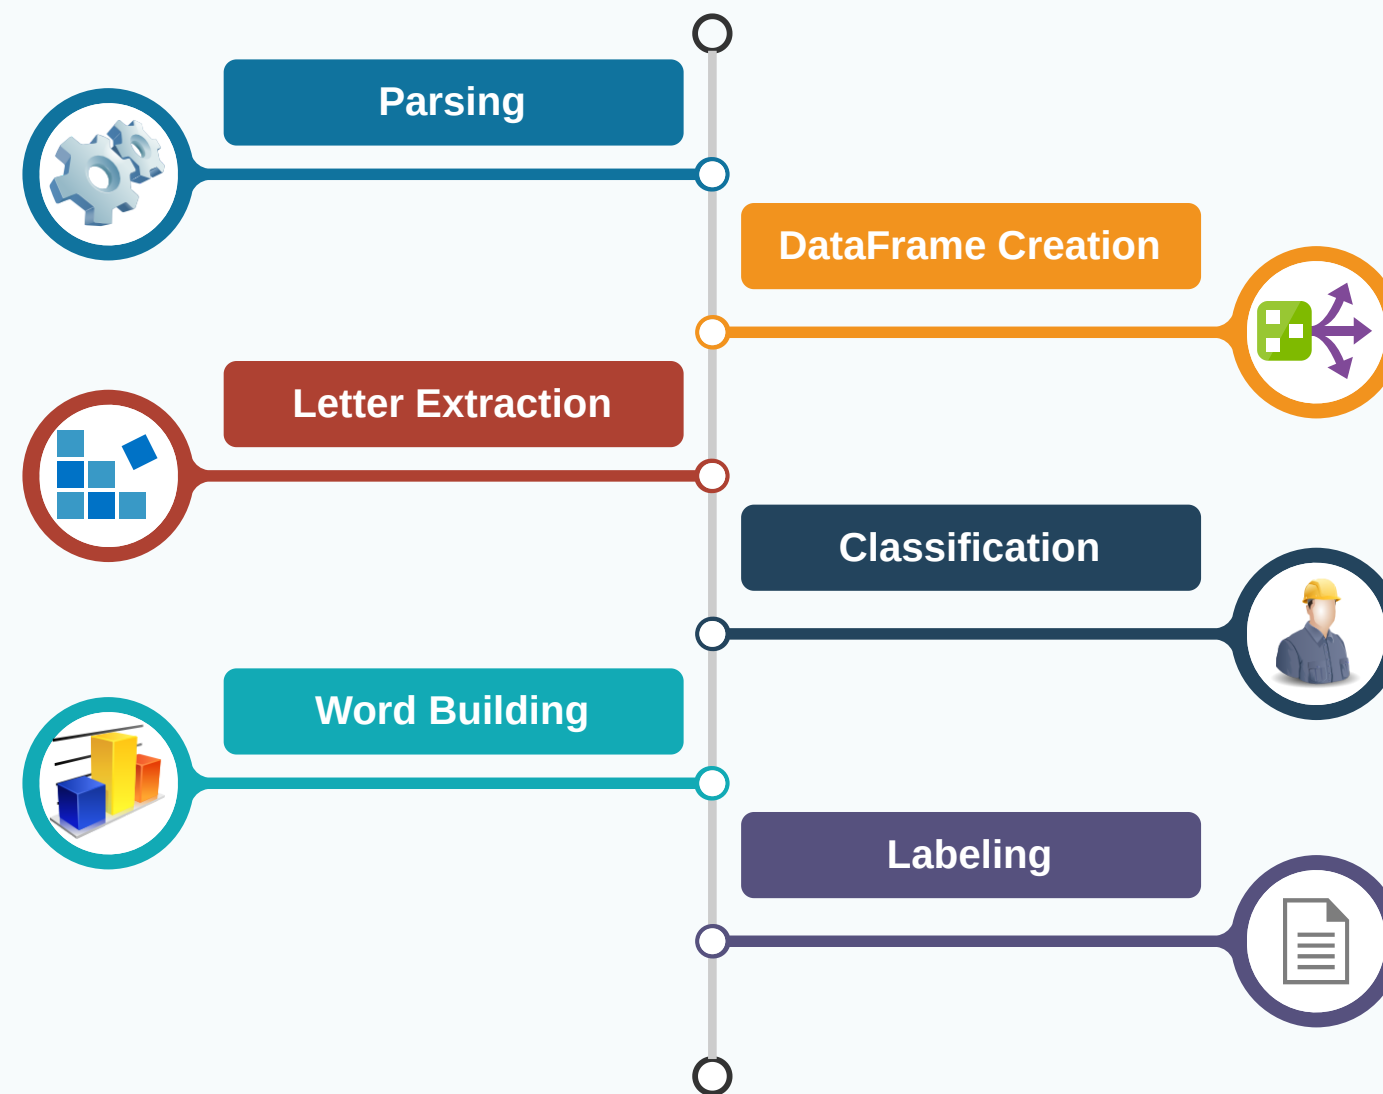 Parsing
DataFrame Creation
Letter Extraction
Classification
Word Building
Labeling